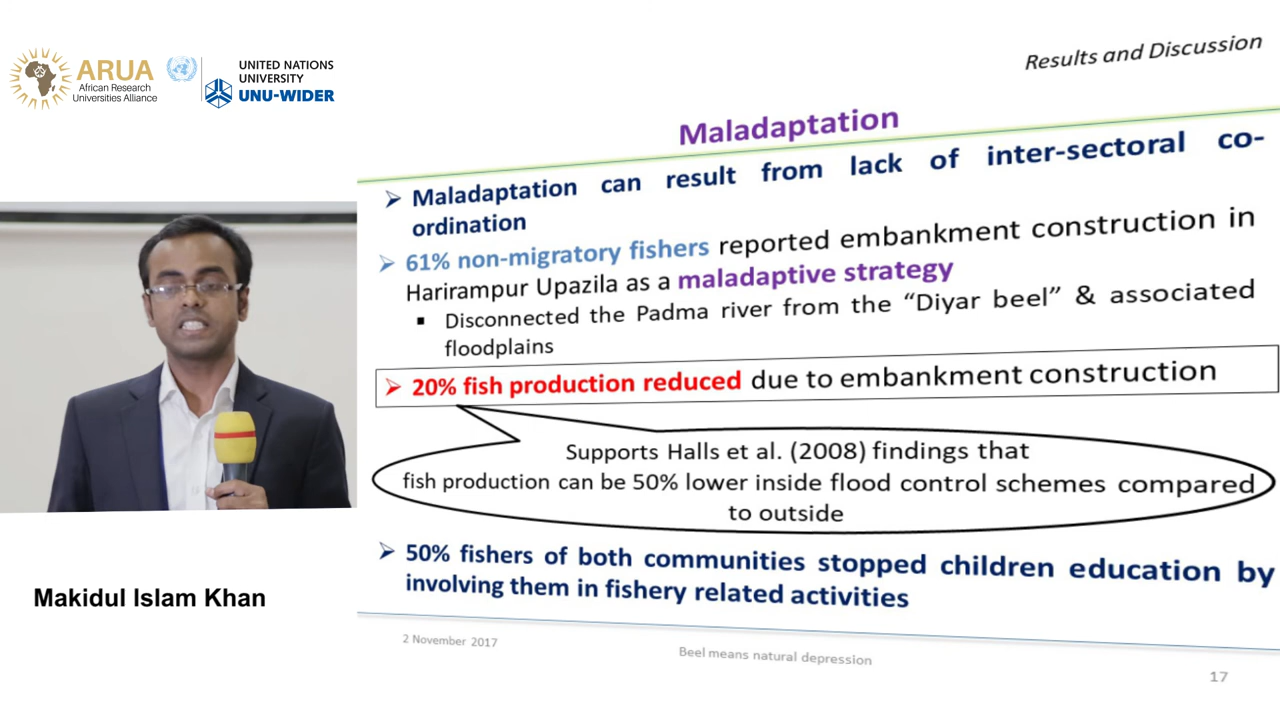 ARUA
African Research
Universities Alliance
UNITED NATIONS
UNIVERSITY
UNU-WIDER
Results and Discussion
Maladaptation
➢ Maladaptation can result from lack of inter-sectoral co-
ordination
➢ 61% non-migratory fishers reported embankment construction in
Harirampur Upazila as a maladaptive strategy
▪ Disconnected the Padma river from the “Diyar beel” & associated
floodplains
➢ 20% fish production reduced due to embankment construction
Supports Halls et al. (2008) findings that
fish production can be 50% lower inside flood control schemes compared
to outside
➢ 50% fishers of both communities stopped children education by
involving them in fishery related activities
Makidul Islam Khan
2 November 2017
Beel means natural depression
17